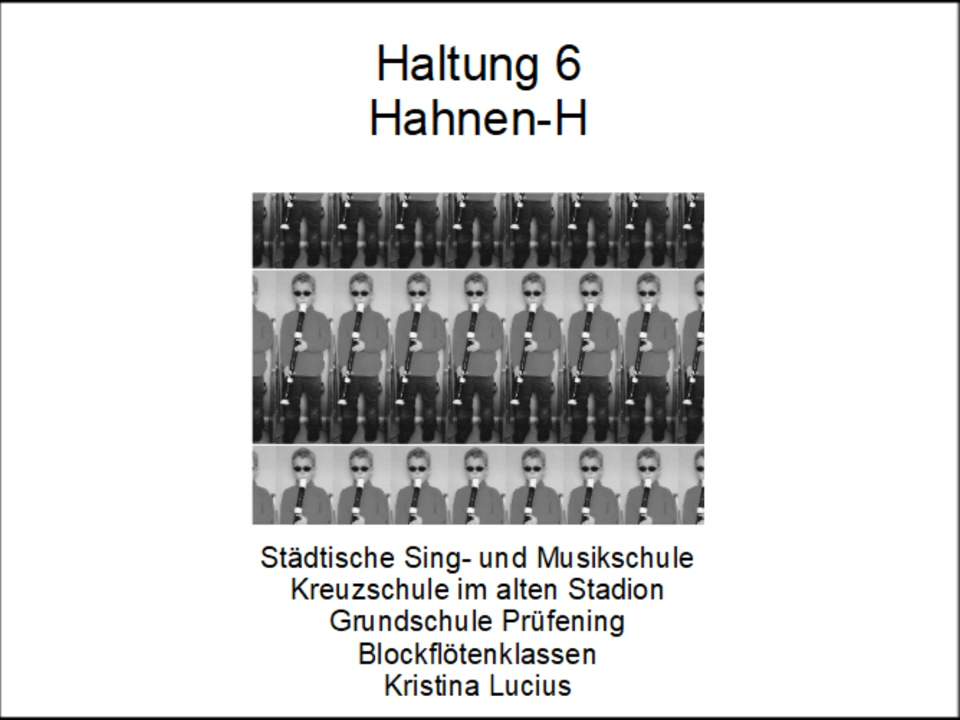 Haltung 6
Hahnen-H
Städtische Sing- und Musikschule
Kreuzschule im alten Stadion
Grundschule Prüfening
Blockflötenklassen
Kristina Lucius